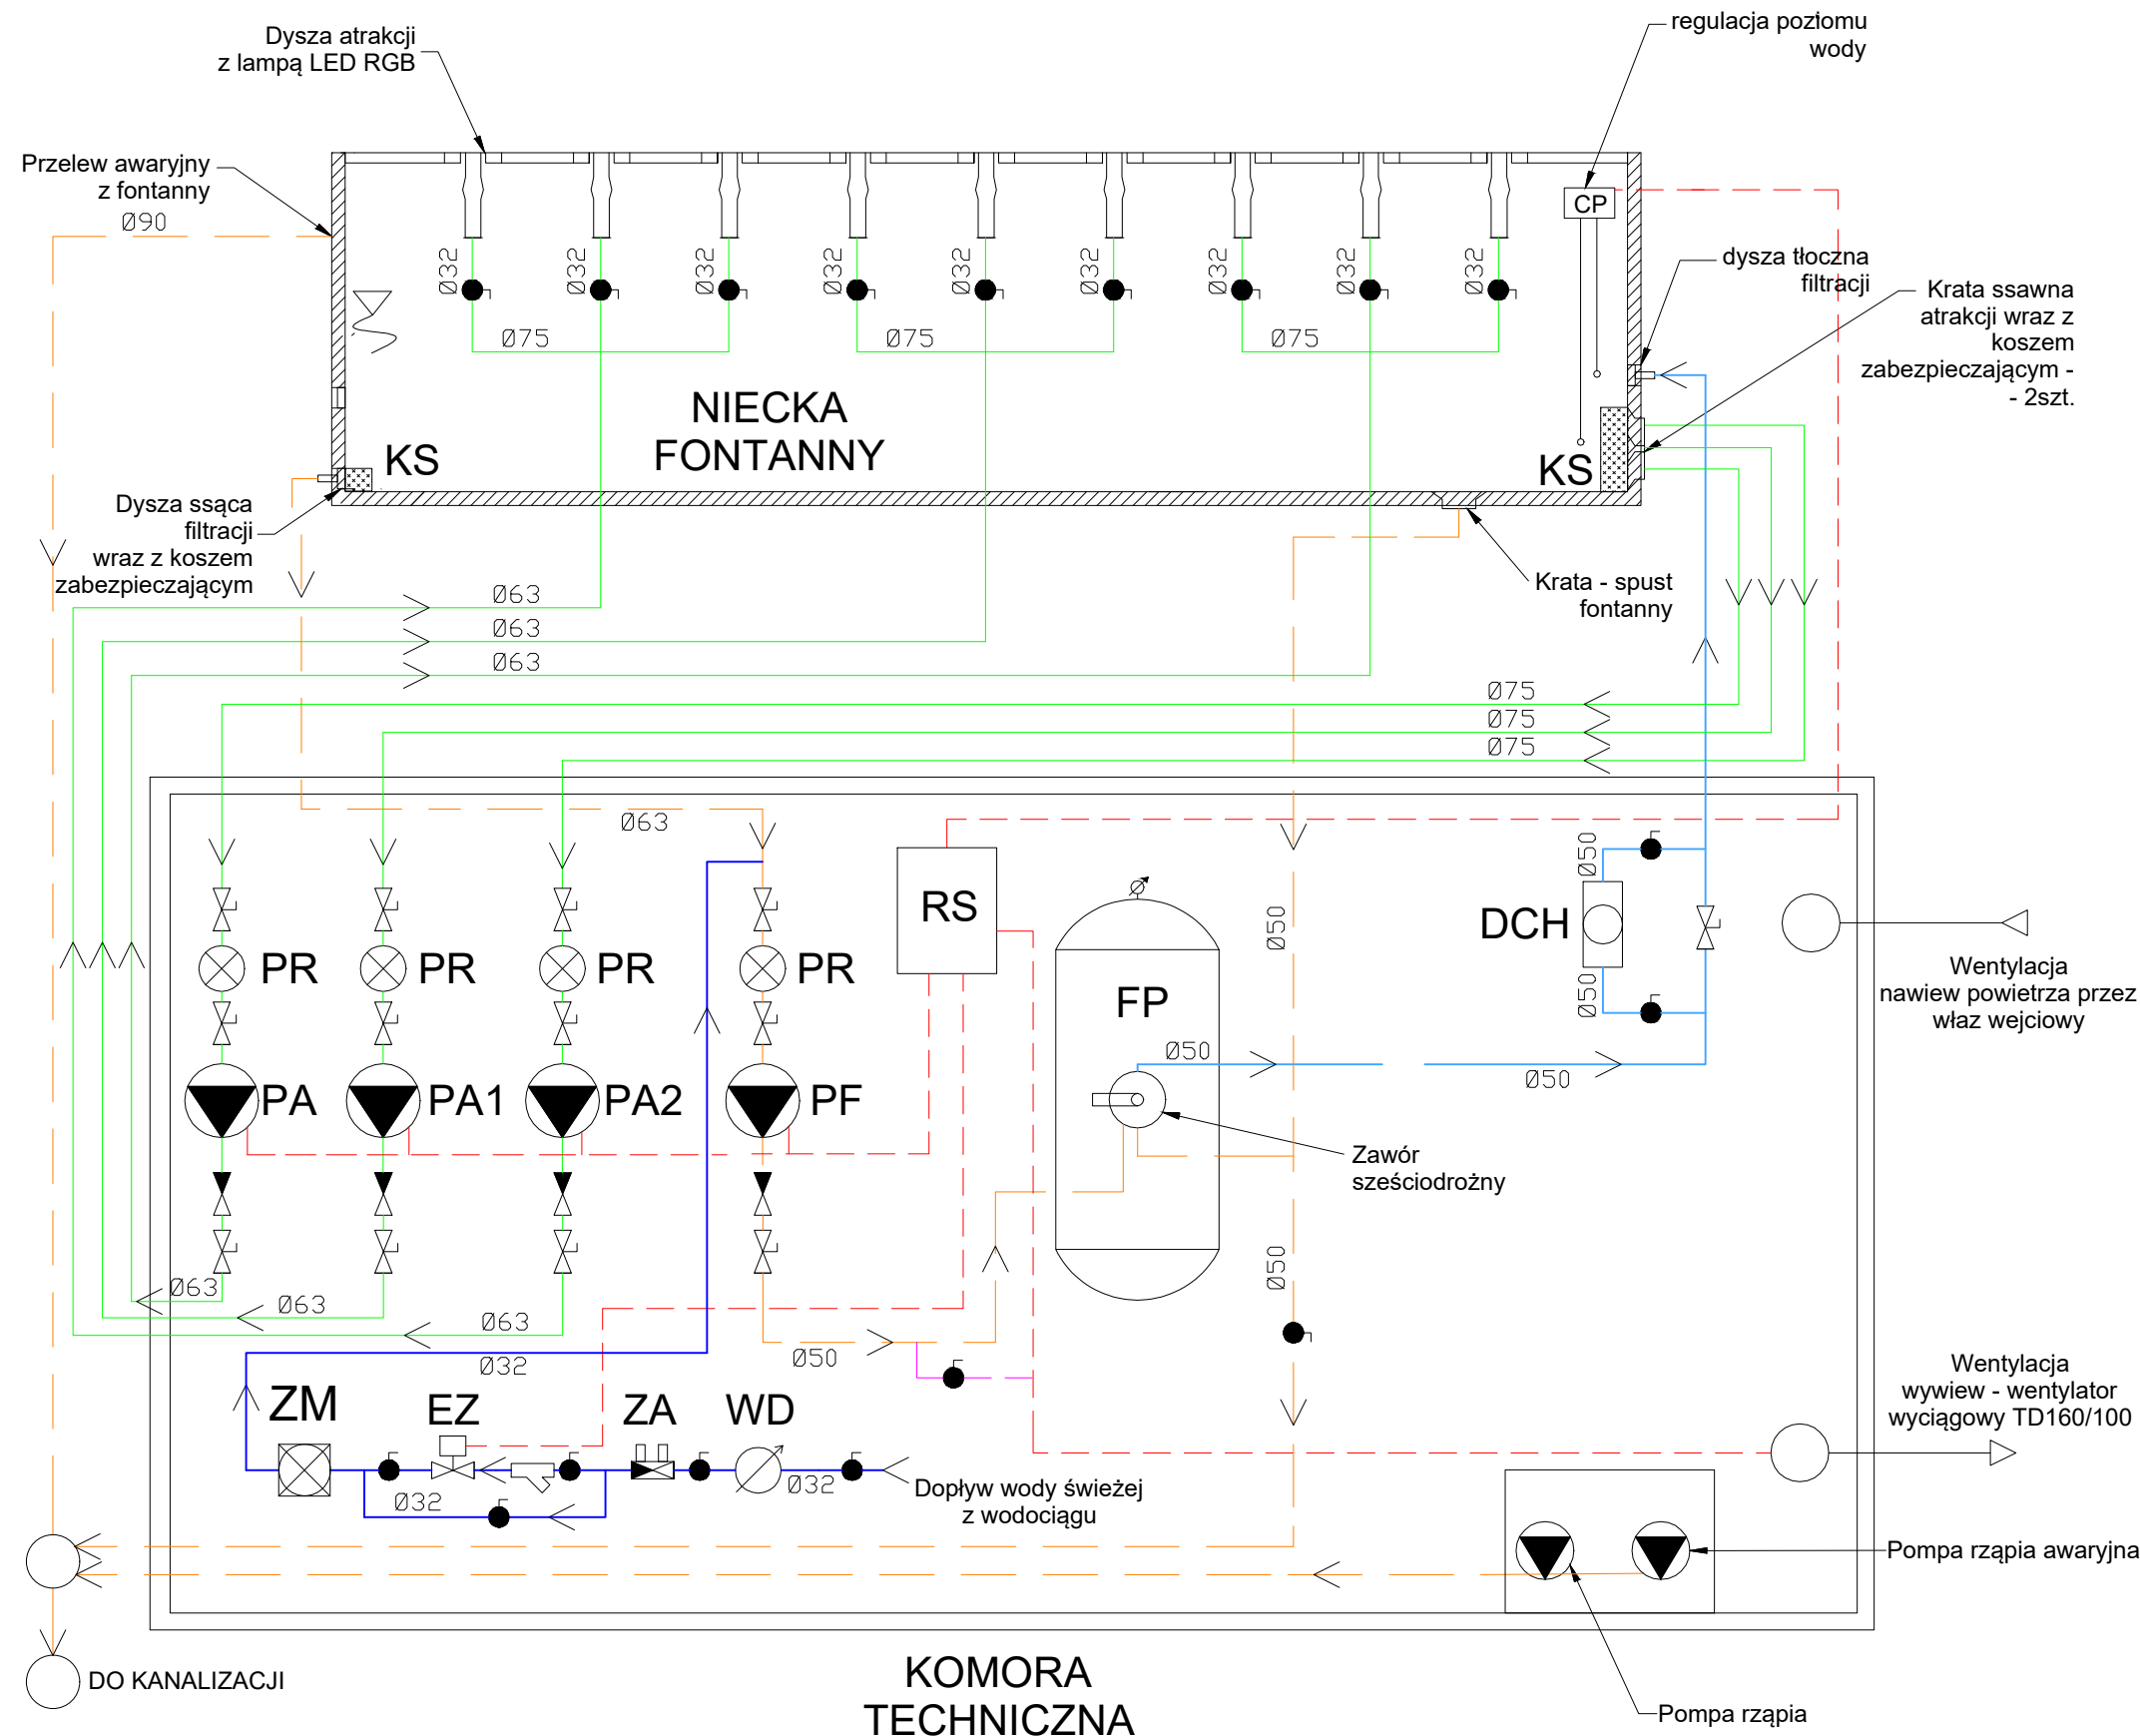 Dysza atrakcji
z lampą LED RGB
regulacja poziomu
wody
Przelew awaryjny
z fontanny
Ø90
CP
Ø32
Ø32
Ø32
Ø32
Ø32
Ø32
Ø32
Ø32
Ø32
dysza tłoczna
filtracji
Krata ssawna
atrakcji wraz z
koszem
zabezpieczającym -
- 2szt.
Ø75
Ø75
Ø75
NIECKA
FONTANNY
KS
KS
Dysza ssąca
filtracji
wraz z koszem
zabezpieczającym
Krata - spust
fontanny
Ø63
Ø63
Ø63
Ø75
Ø75
Ø75
Ø63
RS
Ø50
Ø50
DCH
Ø50
PR
PR
PR
PR
FP
Wentylacja
nawiew powietrza przez
właz wejciowy
PA
PA1
PA2
PF
Ø50
Ø50
Zawór
sześciodrożny
Ø50
Ø63
Ø63
Ø63
Ø50
Ø32
ZM
EZ
ZA
WD
Wentylacja
wywiew - wentylator
wyciągowy TD160/100
Ø32
Ø32
Dopływ wody świeżej
z wodociągu
Pompa rząpia awaryjna
DO KANALIZACJI
KOMORA
TECHNICZNA
Pompa rząpia